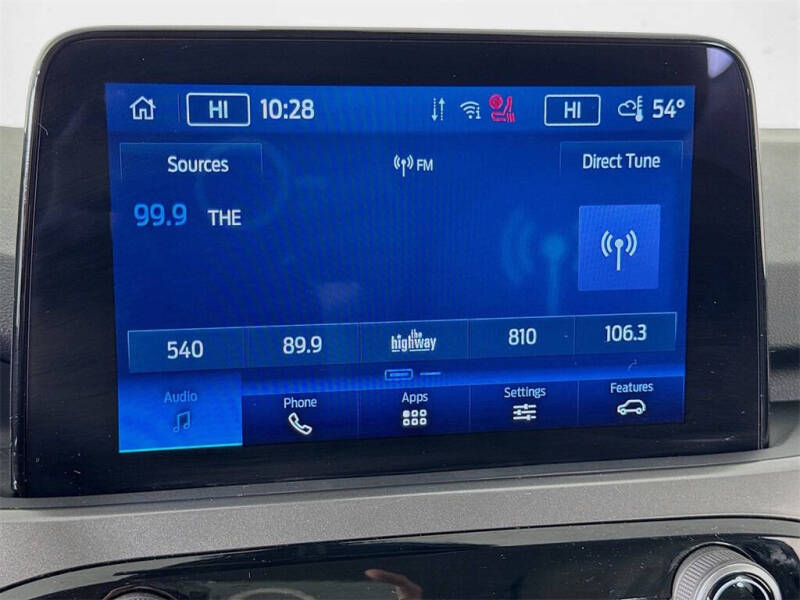 HI 10:28 HI 54°
Sources FM Direct Tune
99.9 THE
540 89.9 the highway 810 106.3
Audio Phone Apps Settings Features